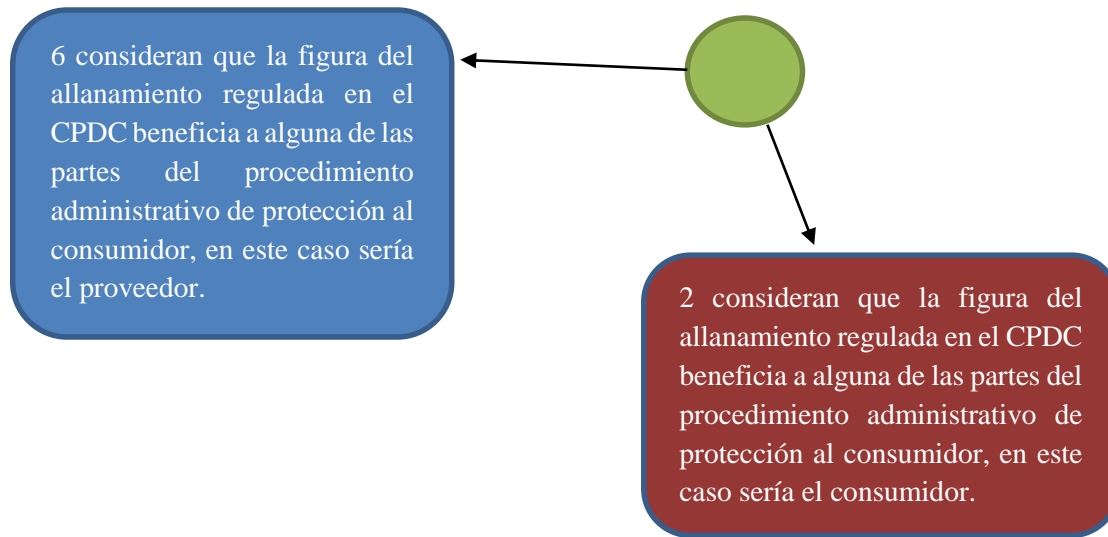 6 consideran que la figura del
allanamiento regulada en el
CPDC beneficia a alguna de las
partes del procedimiento
administrativo de protección al
consumidor, en este caso sería
el proveedor.
2 consideran que la figura del
allanamiento regulada en el CPDC
beneficia a alguna de las partes del
procedimiento administrativo de
protección al consumidor, en este
caso sería el consumidor.